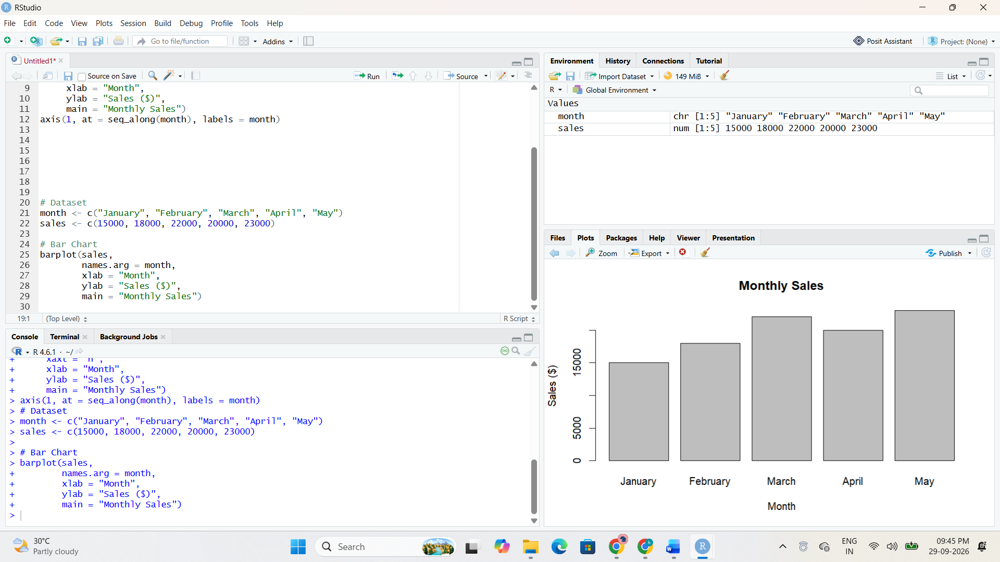 RStudio
File Edit Code View Plots Session Build Debug Profile Tools Help
Go to file/function Addins Posit Assistant Project: (None)
Untitled1*
Source on Save Run Source
9 xlab = "Month",
10 ylab = "Sales ($)",
11 main = "Monthly Sales")
12 axis(1, at = seq_along(month), labels = month)
13
14
15
16
17
18
19
20 # Dataset
21 month <- c("January", "February", "March", "April", "May")
22 sales <- c(15000, 18000, 22000, 20000, 23000)
23
24 # Bar Chart
25 barplot(sales,
26 names.arg = month,
27 xlab = "Month",
28 ylab = "Sales ($)",
29 main = "Monthly Sales")
30
19:1 (Top Level) R Script
Console Terminal Background Jobs
R 4.6.1 · ~/
+ xaxt = "n",
+ xlab = "Month",
+ ylab = "Sales ($)",
+ main = "Monthly Sales")
> axis(1, at = seq_along(month), labels = month)
> # Dataset
> month <- c("January", "February", "March", "April", "May")
> sales <- c(15000, 18000, 22000, 20000, 23000)
>
> # Bar Chart
> barplot(sales,
+ names.arg = month,
+ xlab = "Month",
+ ylab = "Sales ($)",
+ main = "Monthly Sales")
>
Environment History Connections Tutorial
Import Dataset 149 MiB List
R Global Environment
Values
month chr [1:5] "January" "February" "March" "April" "May"
sales num [1:5] 15000 18000 22000 20000 23000
Files Plots Packages Help Viewer Presentation
Zoom Export Publish
Monthly Sales
Sales ($)
15000
5000
0
January February March April May
Month
30°C
Partly cloudy
Search
ENG
IN
09:45 PM
29-09-2026